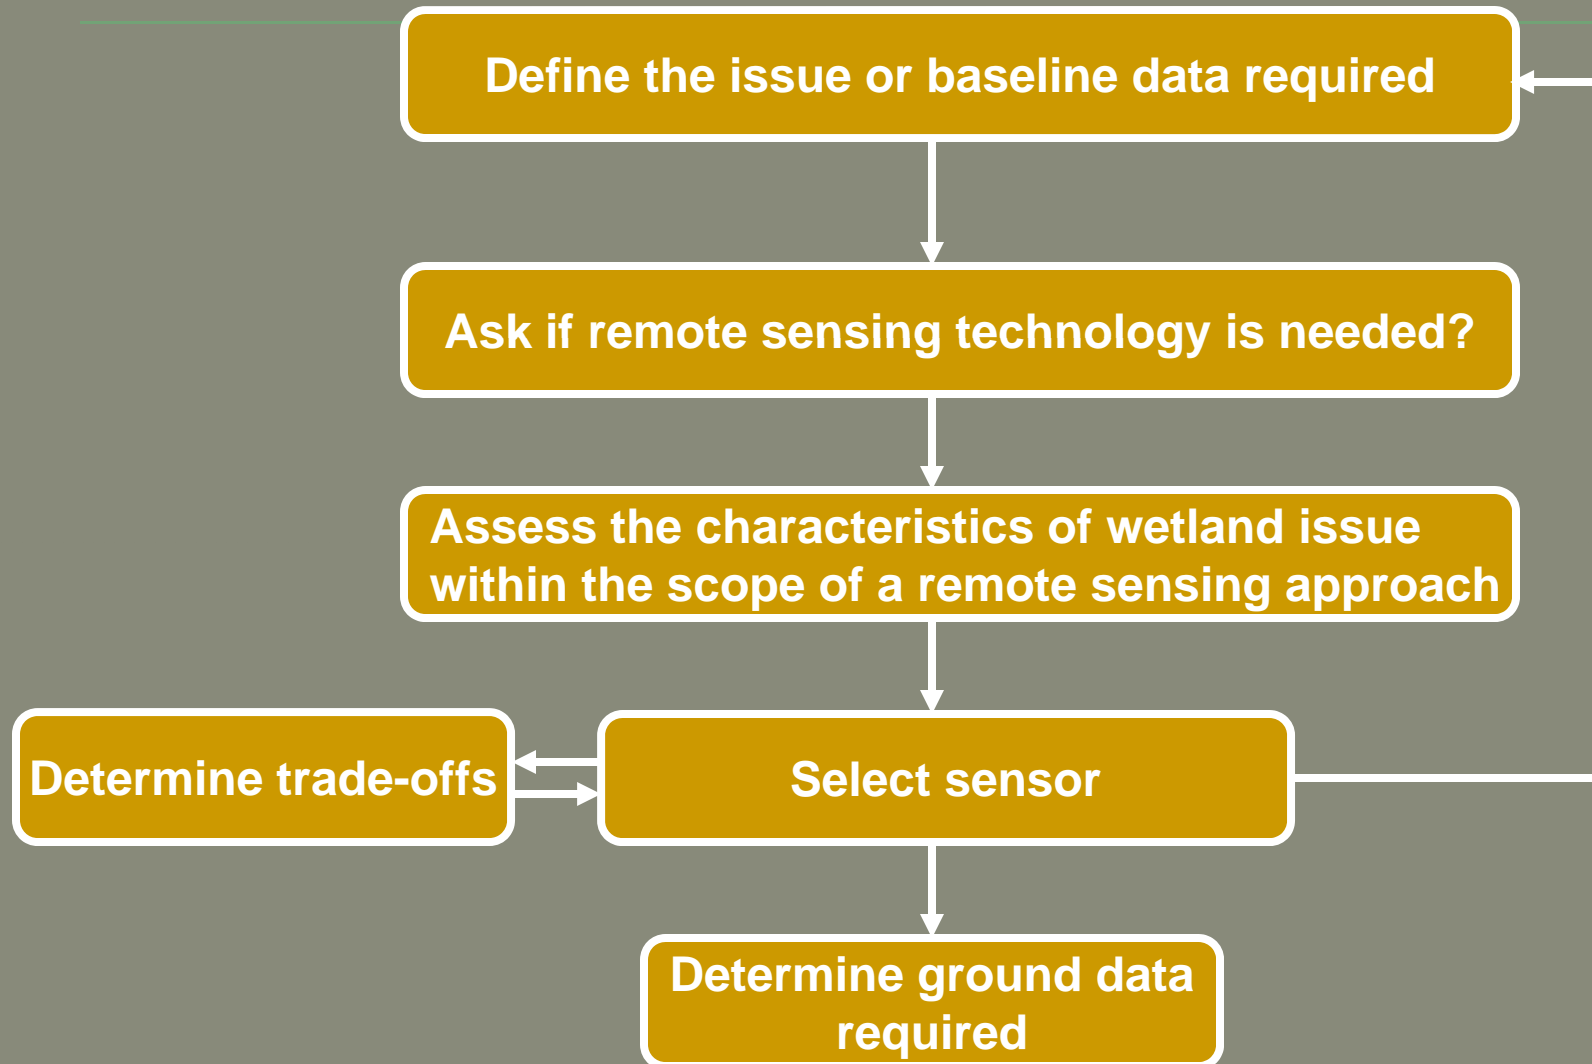 Define the issue or baseline data required
Ask if remote sensing technology is needed?
Assess the characteristics of wetland issue
within the scope of a remote sensing approach
Determine trade-offs
Select sensor
Determine ground data
required